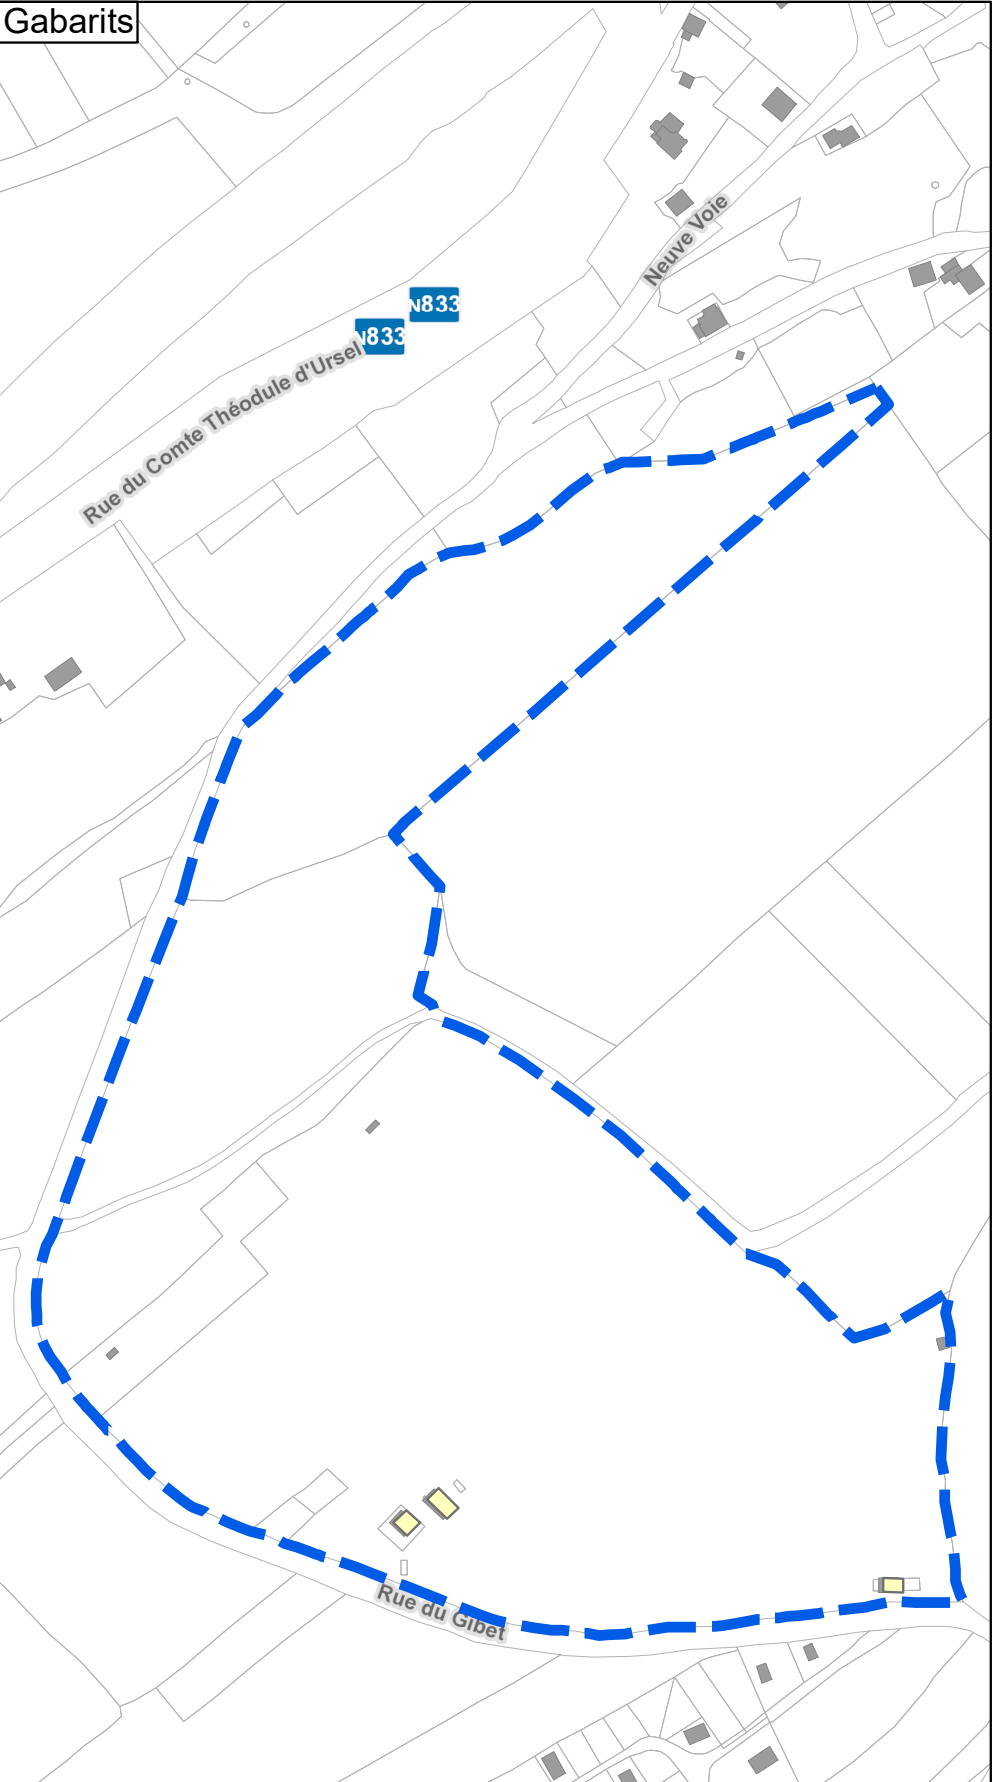 Gabarits
Neuve Voie
N833
N833
Rue du Comte Théodule d'Ursel
Rue du Gibet